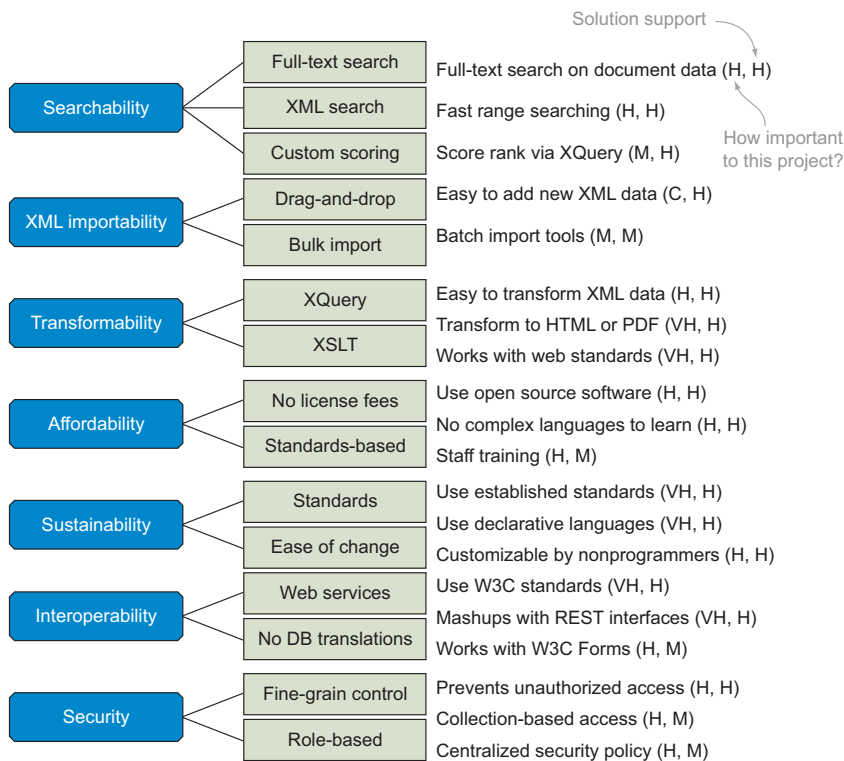 Solution support
Full-text search
Full-text search on document data (H, H)
Searchability
XML search
Fast range searching (H, H)
How important
to this project?
Custom scoring
Score rank via XQuery (M, H)
Drag-and-drop
Easy to add new XML data (C, H)
XML importability
Bulk import
Batch import tools (M, M)
XQuery
Easy to transform XML data (H, H)
Transformability
Transform to HTML or PDF (VH, H)
XSLT
Works with web standards (VH, H)
No license fees
Use open source software (H, H)
Affordability
No complex languages to learn (H, H)
Standards-based
Staff training (H, M)
Standards
Use established standards (VH, H)
Sustainability
Use declarative languages (VH, H)
Ease of change
Customizable by nonprogrammers (H, H)
Web services
Use W3C standards (VH, H)
Interoperability
Mashups with REST interfaces (VH, H)
No DB translations
Works with W3C Forms (H, M)
Fine-grain control
Prevents unauthorized access (H, H)
Security
Collection-based access (H, M)
Role-based
Centralized security policy (H, M)